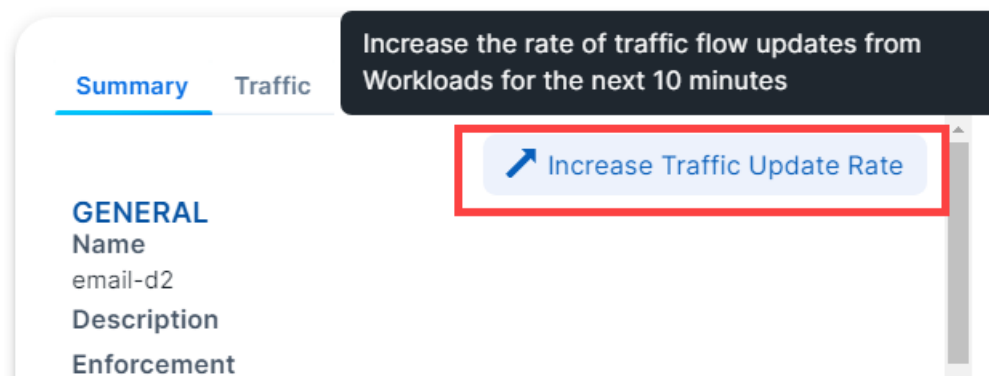 Increase the rate of traffic flow updates from
Workloads for the next 10 minutes
Summary Traffic
Increase Traffic Update Rate
GENERAL
Name
email-d2
Description
Enforcement